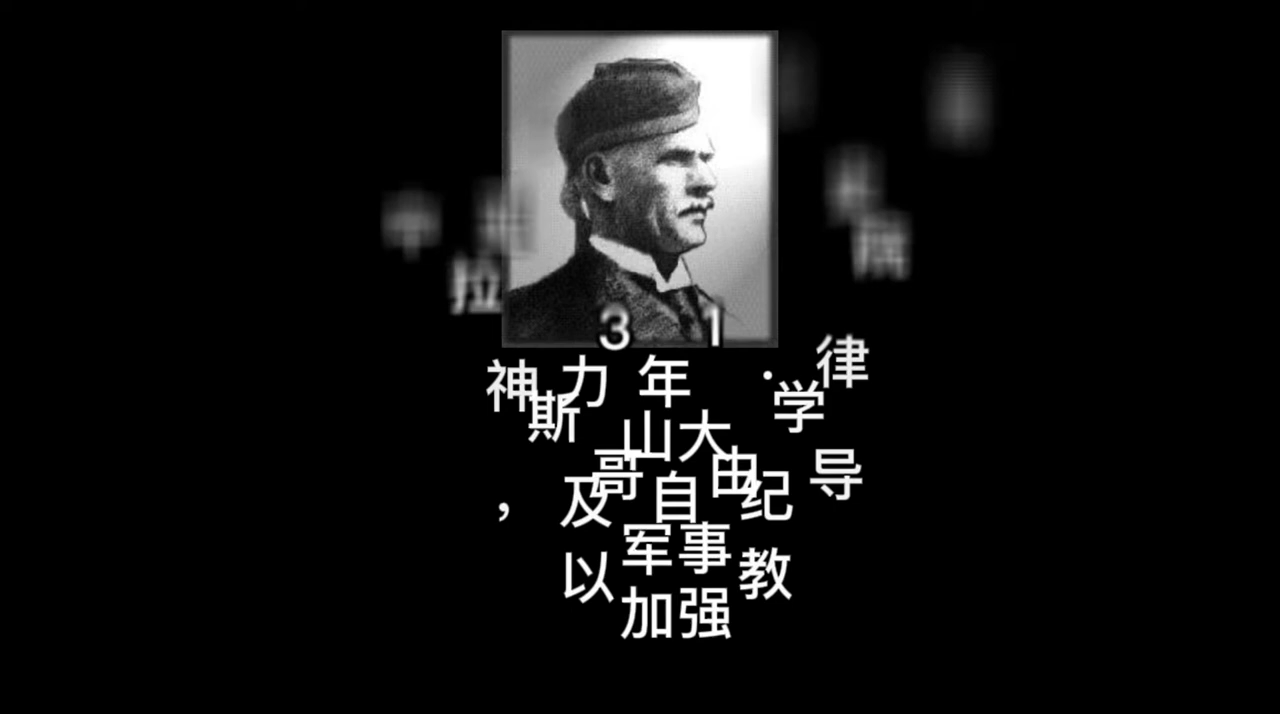 拉
3 1
神力年·律
斯学
山大
哥由导
，及自纪
军事
以教
加强